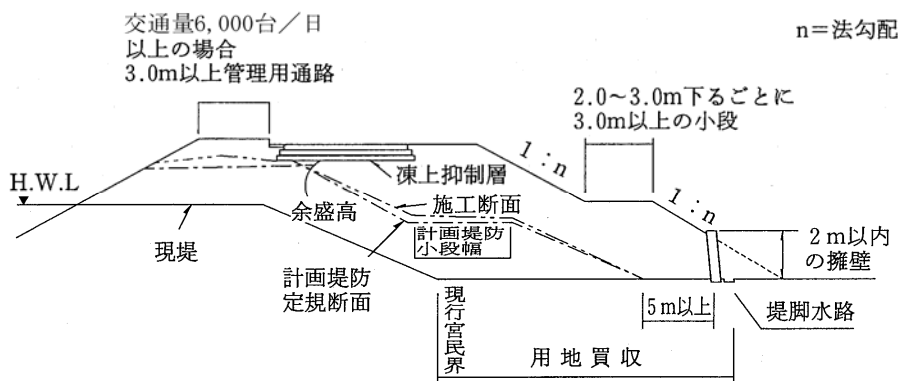 交通量6,000台／日
以上の場合
3.0m以上管理用通路
n＝法勾配
2.0～3.0m下るごとに
3.0m以上の小段
1：n
1：n
H.W.L
凍上抑制層
余盛高
施工断面
計画堤防
小段幅
現堤
計画堤防
定規断面
2m以内
の擁壁
現行宮民界
5m以上
堤脚水路
用地買収